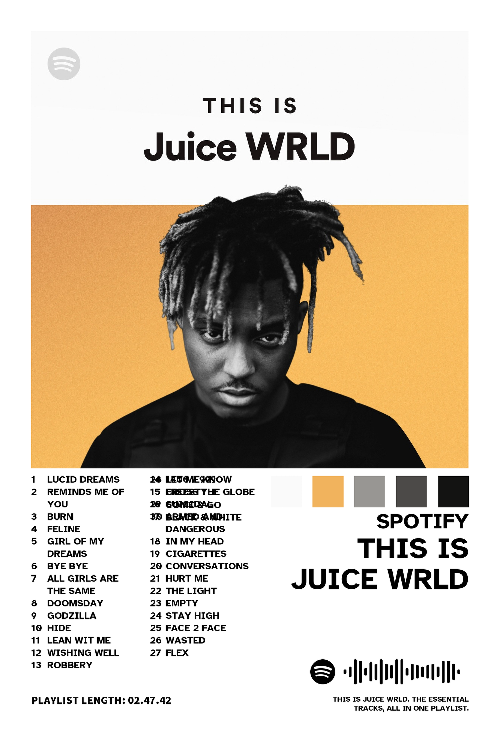 THIS IS
Juice WRLD
1 LUCID DREAMS
2 REMINDS ME OF
YOU
3 BURN
4 FELINE
5 GIRL OF MY
DREAMS
6 BYE BYE
7 ALL GIRLS ARE
THE SAME
8 DOOMSDAY
9 GODZILLA
10 HIDE
11 LEAN WIT ME
12 WISHING WELL
13 ROBBERY
15 GLOBE
GO
WHITE
DANGEROUS
18 IN MY HEAD
19 CIGARETTES
20 CONVERSATIONS
21 HURT ME
22 THE LIGHT
23 EMPTY
24 STAY HIGH
25 FACE 2 FACE
26 WASTED
27 FLEX
SPOTIFY
THIS IS
JUICE WRLD
PLAYLIST LENGTH: 02.47.42
THIS IS JUICE WRLD. THE ESSENTIAL
TRACKS, ALL IN ONE PLAYLIST.